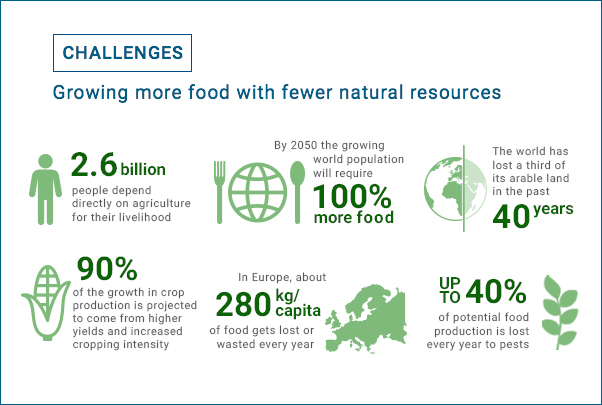 CHALLENGES
Growing more food with fewer natural resources
2.6 billion
people depend
directly on agriculture
for their livelihood
By 2050 the growing
world population
will require
100%
more food
The world has
lost a third of
its arable land
in the past
40 years
90%
of the growth in crop
production is projected
to come from higher
yields and increased
cropping intensity
In Europe, about
280 kg/
capita
of food gets lost or
wasted every year
UP
TO 40%
of potential food
production is lost
every year to pests